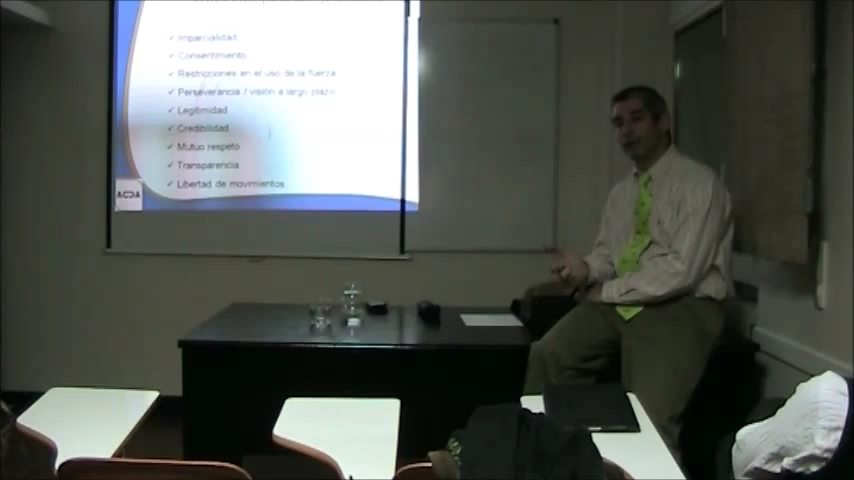 ✓ Imparcialidad
✓ Consentimiento
✓ Restricciones en el uso de la fuerza
✓ Perseverancia / visión a largo plazo
✓ Legitimidad
✓ Credibilidad
✓ Mutuo respeto
✓ Transparencia
✓ Libertad de movimientos